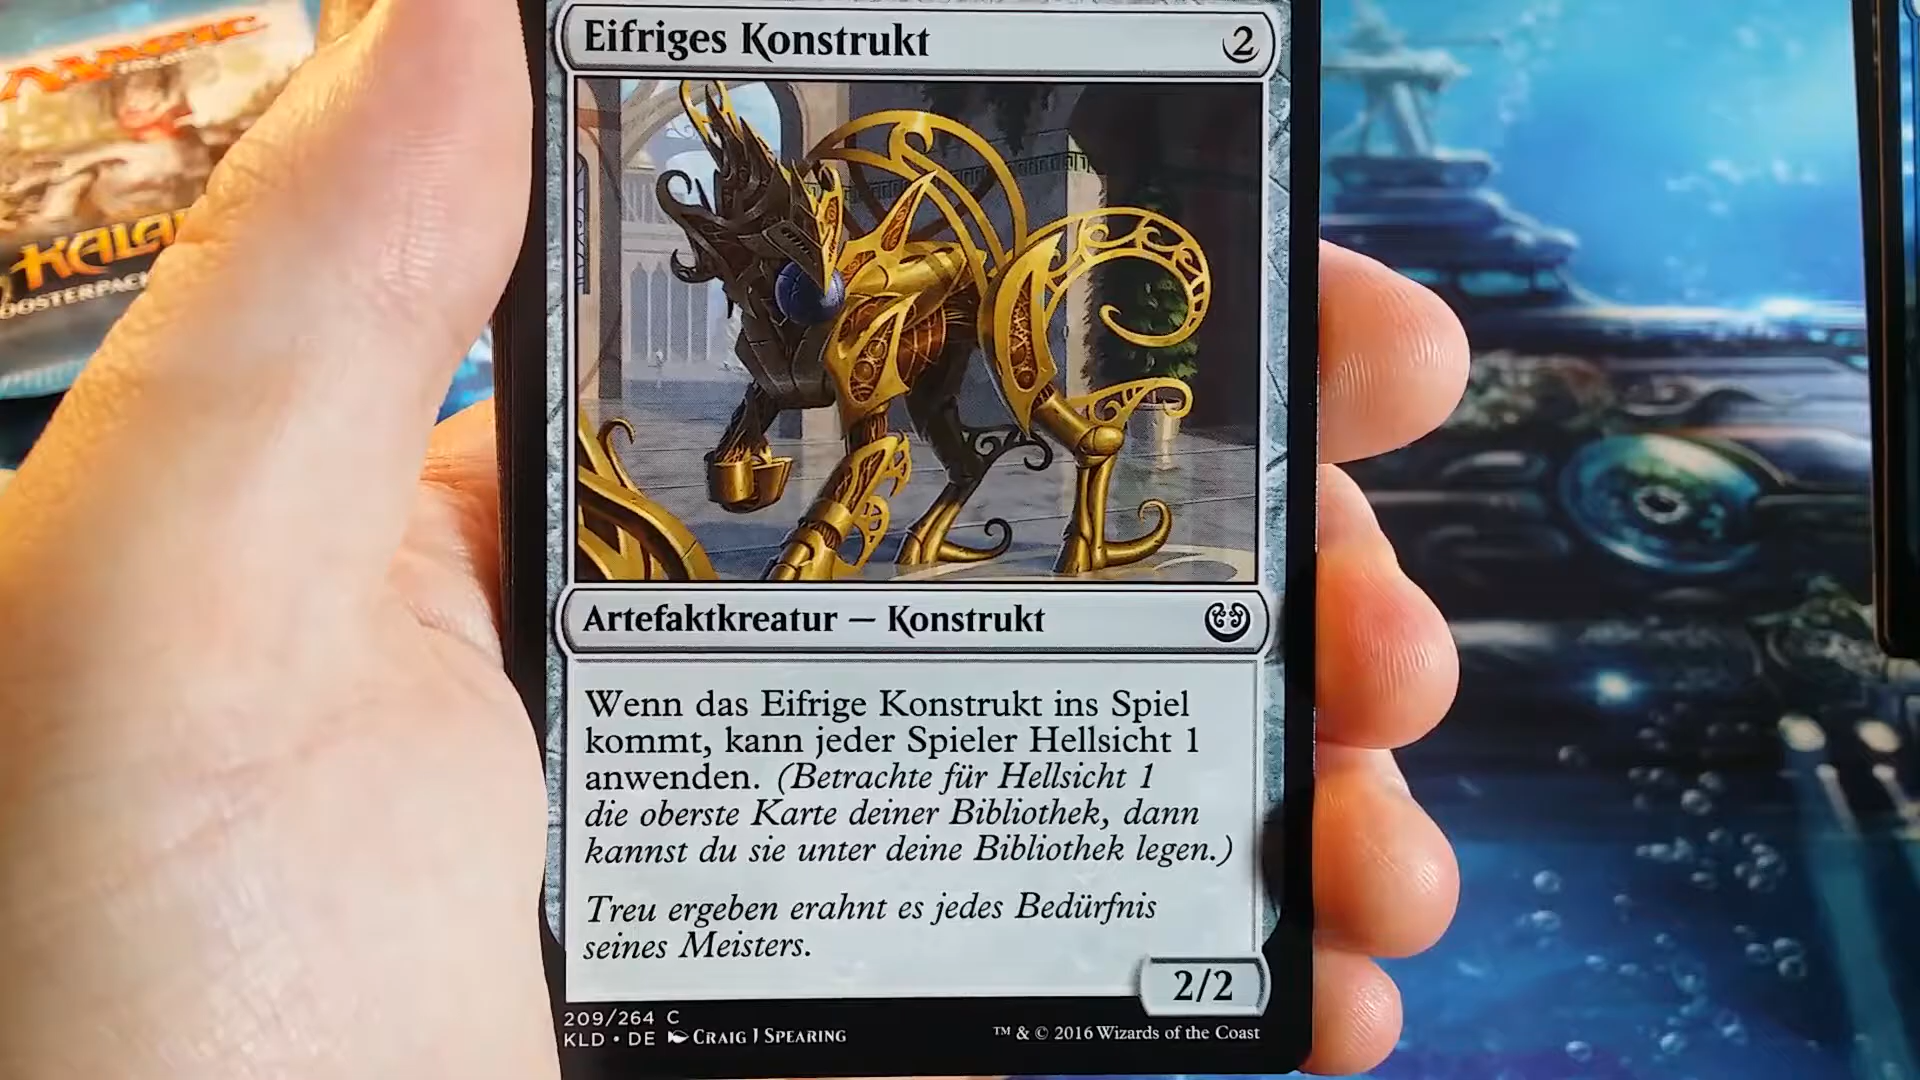 MAGIC
KALA
OOSTERPAC
Eifriges Konstrukt
2
Artefaktkreatur — Konstrukt
Wenn das Eifrige Konstrukt ins Spiel
kommt, kann jeder Spieler Hellsicht 1
anwenden. (Betrachte für Hellsicht 1
die oberste Karte deiner Bibliothek, dann
kannst du sie unter deine Bibliothek legen.)
Treu ergeben erahnt es jedes Bedürfnis
seines Meisters.
2/2
209/264 C
KLD • DE Craig J Spearing
™ & © 2016 Wizards of the Coast